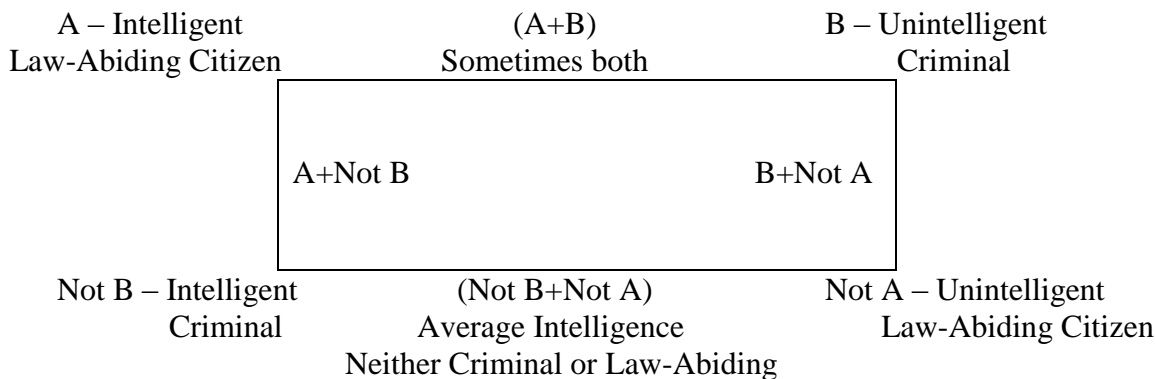 A – Intelligent (A+B) B – Unintelligent
Law-Abiding Citizen Sometimes both Criminal
A+Not B B+Not A
Not B – Intelligent (Not B+Not A) Not A – Unintelligent
Criminal Average Intelligence Law-Abiding Citizen
Neither Criminal or Law-Abiding